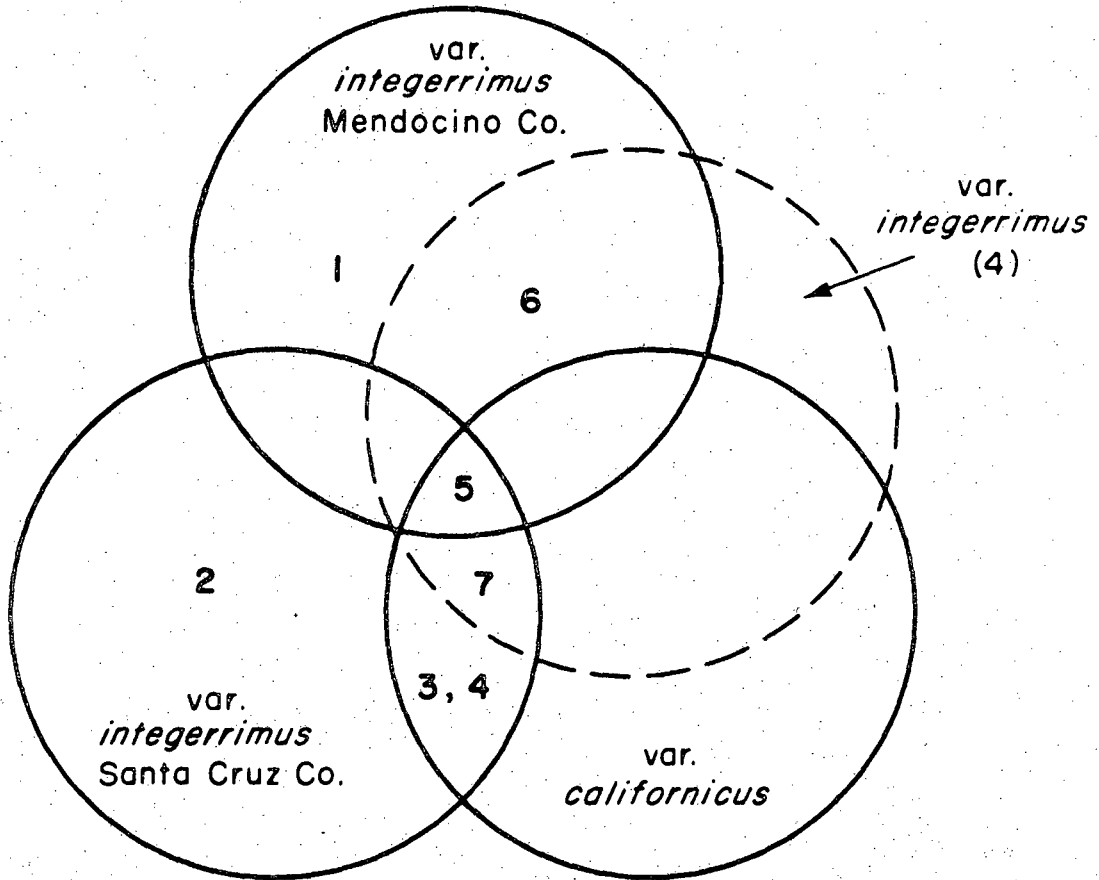 var.
integerrimus
Mendocino Co.
var.
integerrimus
(4)
1
6
5
2
7
3, 4
var.
integerrimus
Santa Cruz Co.
var.
californicus